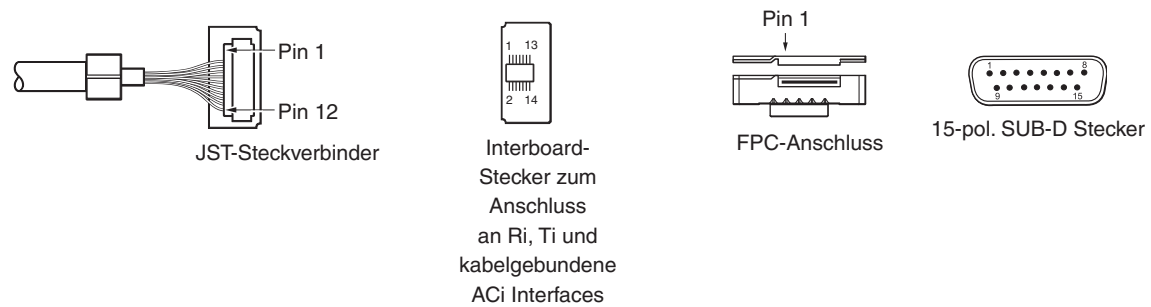 Pin 1
Pin 12
JST-Steckverbinder
1 13
2 14
Interboard-
Stecker zum
Anschluss
an Ri, Ti und
kabelgebundene
ACi Interfaces
Pin 1
FPC-Anschluss
1 8
9 15
15-pol. SUB-D Stecker